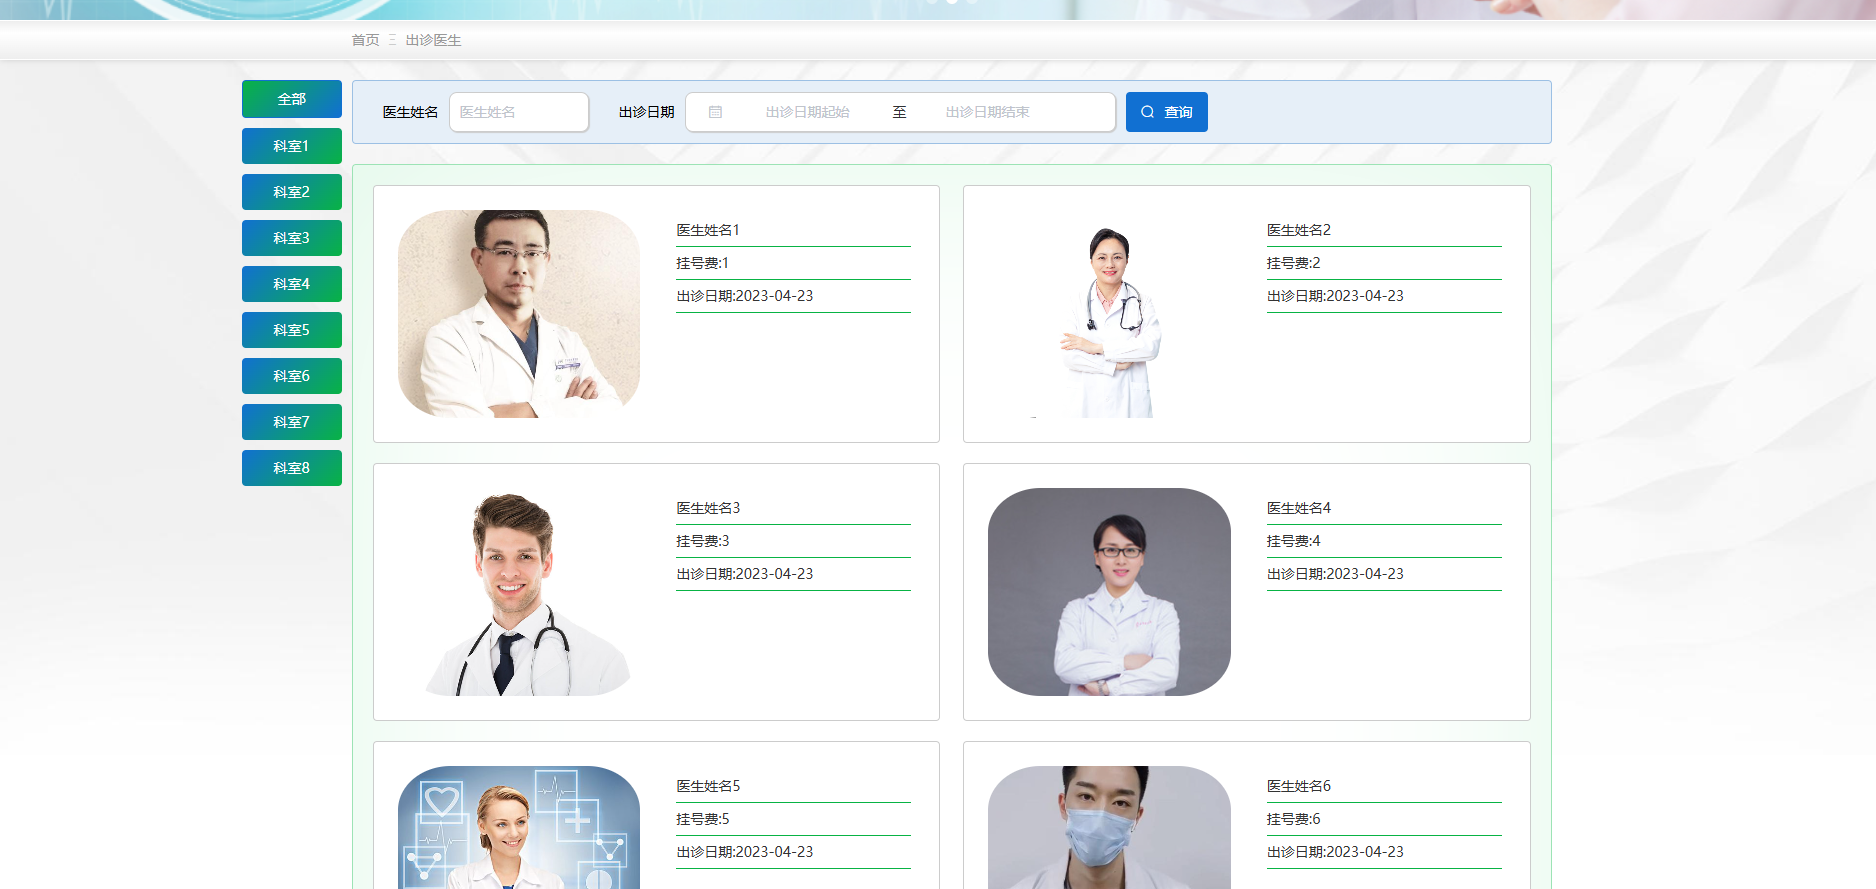 首页 Ξ 出诊医生
全部
科室1
科室2
科室3
科室4
科室5
科室6
科室7
科室8
医生姓名 医生姓名 出诊日期 出诊日期起始 至 出诊日期结束 查询
医生姓名1
挂号费:1
出诊日期:2023-04-23
医生姓名2
挂号费:2
出诊日期:2023-04-23
医生姓名3
挂号费:3
出诊日期:2023-04-23
医生姓名4
挂号费:4
出诊日期:2023-04-23
医生姓名5
挂号费:5
出诊日期:2023-04-23
医生姓名6
挂号费:6
出诊日期:2023-04-23